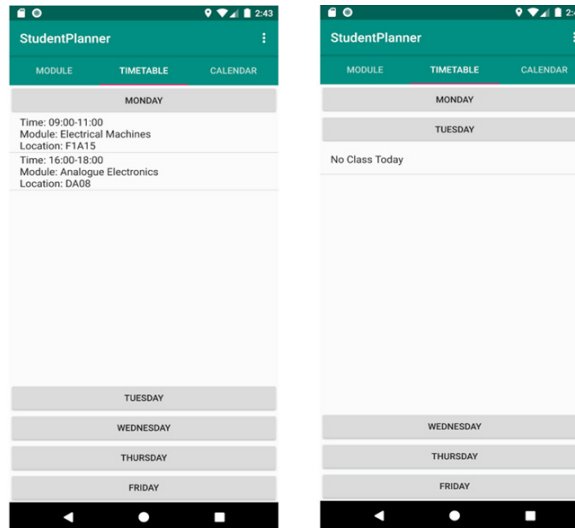 2:43
StudentPlanner
MODULE TIMETABLE CALENDAR
MONDAY
Time: 09:00-11:00
Module: Electrical Machines
Location: F1A15
Time: 16:00-18:00
Module: Analogue Electronics
Location: DA08
TUESDAY
WEDNESDAY
THURSDAY
FRIDAY
StudentPlanner
MODULE TIMETABLE CALENDAR
MONDAY
TUESDAY
No Class Today
WEDNESDAY
THURSDAY
FRIDAY